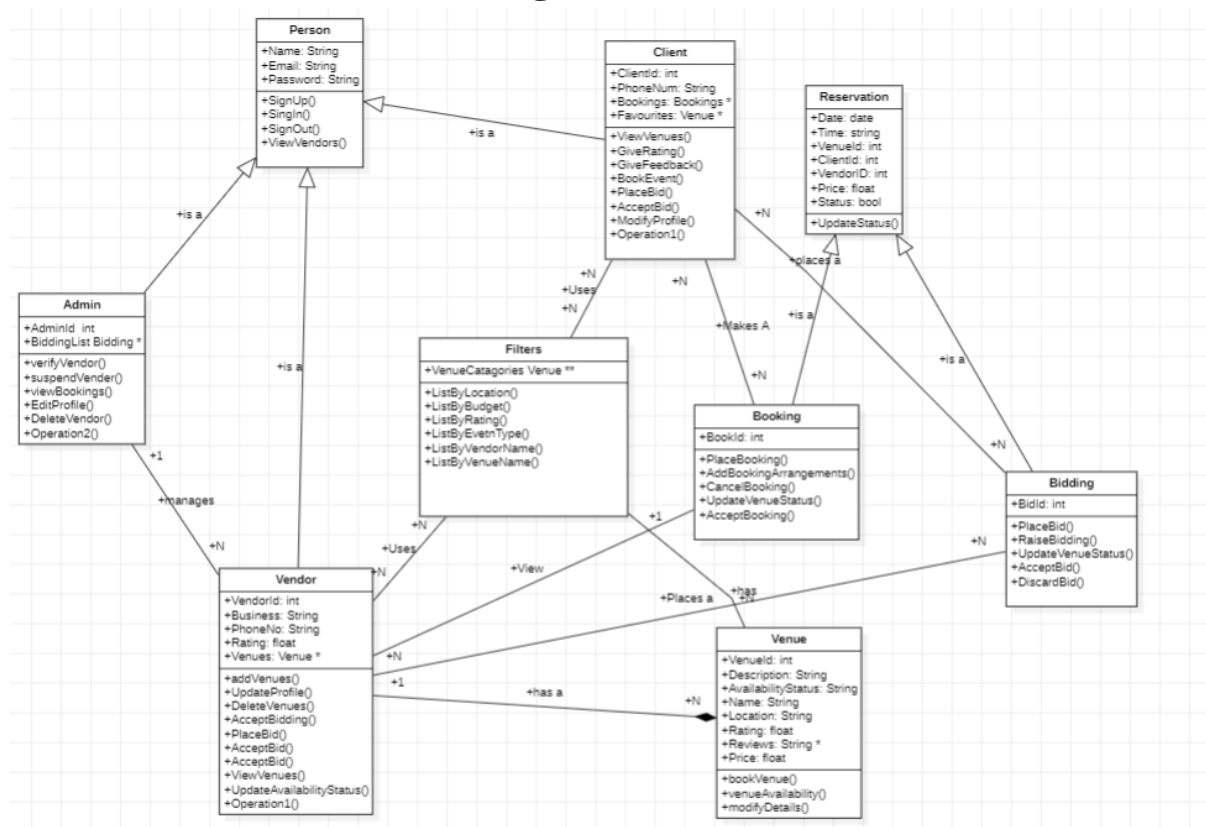 Person
+Name: String
+Email: String
+Password: String
+SignUp()
+SingIn()
+SignOut()
+ViewVendors()
Client
+ClientId: int
+PhoneNum: String
+Bookings: Bookings *
+Favourites: Venue *
+ViewVenues()
+GiveRating()
+GiveFeedback()
+BookEvent()
+PlaceBid()
+AcceptBid()
+ModifyProfile()
+Operation1()
Reservation
+Date: date
+Time: string
+VenueId: int
+ClientId: int
+VendorID: int
+Price: float
+Status: bool
+UpdateStatus()
+is a
+is a
+N
+places a
+N
+Uses
+N
+N
+Makes A
+N
+is a
+is a
+N
Admin
+AdminId int
+BiddingList Bidding *
+verifyVendor()
+suspendVender()
+viewBookings()
+EditProfile()
+DeleteVendor()
+Operation2()
+is a
Filters
+VenueCatagories Venue **
+ListByLocation()
+ListByBudget()
+ListByRating()
+ListByEvetnType()
+ListByVendorName()
+ListByVenueName()
Booking
+BookId: int
+PlaceBooking()
+AddBookingArrangements()
+CancelBooking()
+UpdateVenueStatus()
+AcceptBooking()
Bidding
+BidId: int
+PlaceBid()
+RaiseBidding()
+UpdateVenueStatus()
+AcceptBid()
+DiscardBid()
+1
+manages
+N
+N
+Uses
+N
+1
+View
+N
+N
+Places a
+1
+has
+N
+has a
+N
Vendor
+VendorId: int
+Business: String
+PhoneNo: String
+Rating: float
+Venues: Venue *
+addVenues()
+UpdateProfile()
+DeleteVenues()
+AcceptBidding()
+PlaceBid()
+AcceptBid()
+AcceptBid()
+ViewVenues()
+UpdateAvailabilityStatus()
+Operation1()
Venue
+VenueId: int
+Description: String
+AvailabilityStatus: String
+Name: String
+Location: String
+Rating: float
+Reviews: String *
+Price: float
+bookVenue()
+venueAvailability()
+modifyDetails()